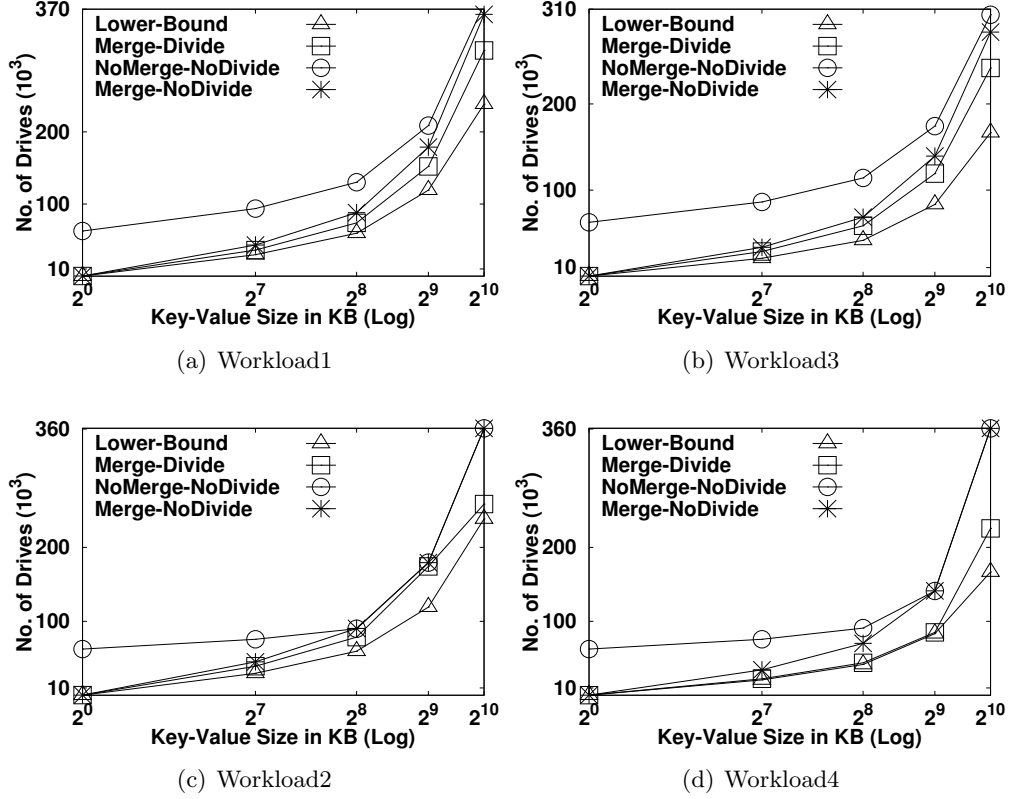 370
200
100
10
No. of Drives (10^3)
Lower-Bound
Merge-Divide
NoMerge-NoDivide
Merge-NoDivide
2^0 2^7 2^8 2^9 2^10
Key-Value Size in KB (Log)
(a) Workload1
310
200
100
10
No. of Drives (10^3)
Lower-Bound
Merge-Divide
NoMerge-NoDivide
Merge-NoDivide
2^0 2^7 2^8 2^9 2^10
Key-Value Size in KB (Log)
(b) Workload3
360
200
100
10
No. of Drives (10^3)
Lower-Bound
Merge-Divide
NoMerge-NoDivide
Merge-NoDivide
2^0 2^7 2^8 2^9 2^10
Key-Value Size in KB (Log)
(c) Workload2
360
200
100
10
No. of Drives (10^3)
Lower-Bound
Merge-Divide
NoMerge-NoDivide
Merge-NoDivide
2^0 2^7 2^8 2^9 2^10
Key-Value Size in KB (Log)
(d) Workload4